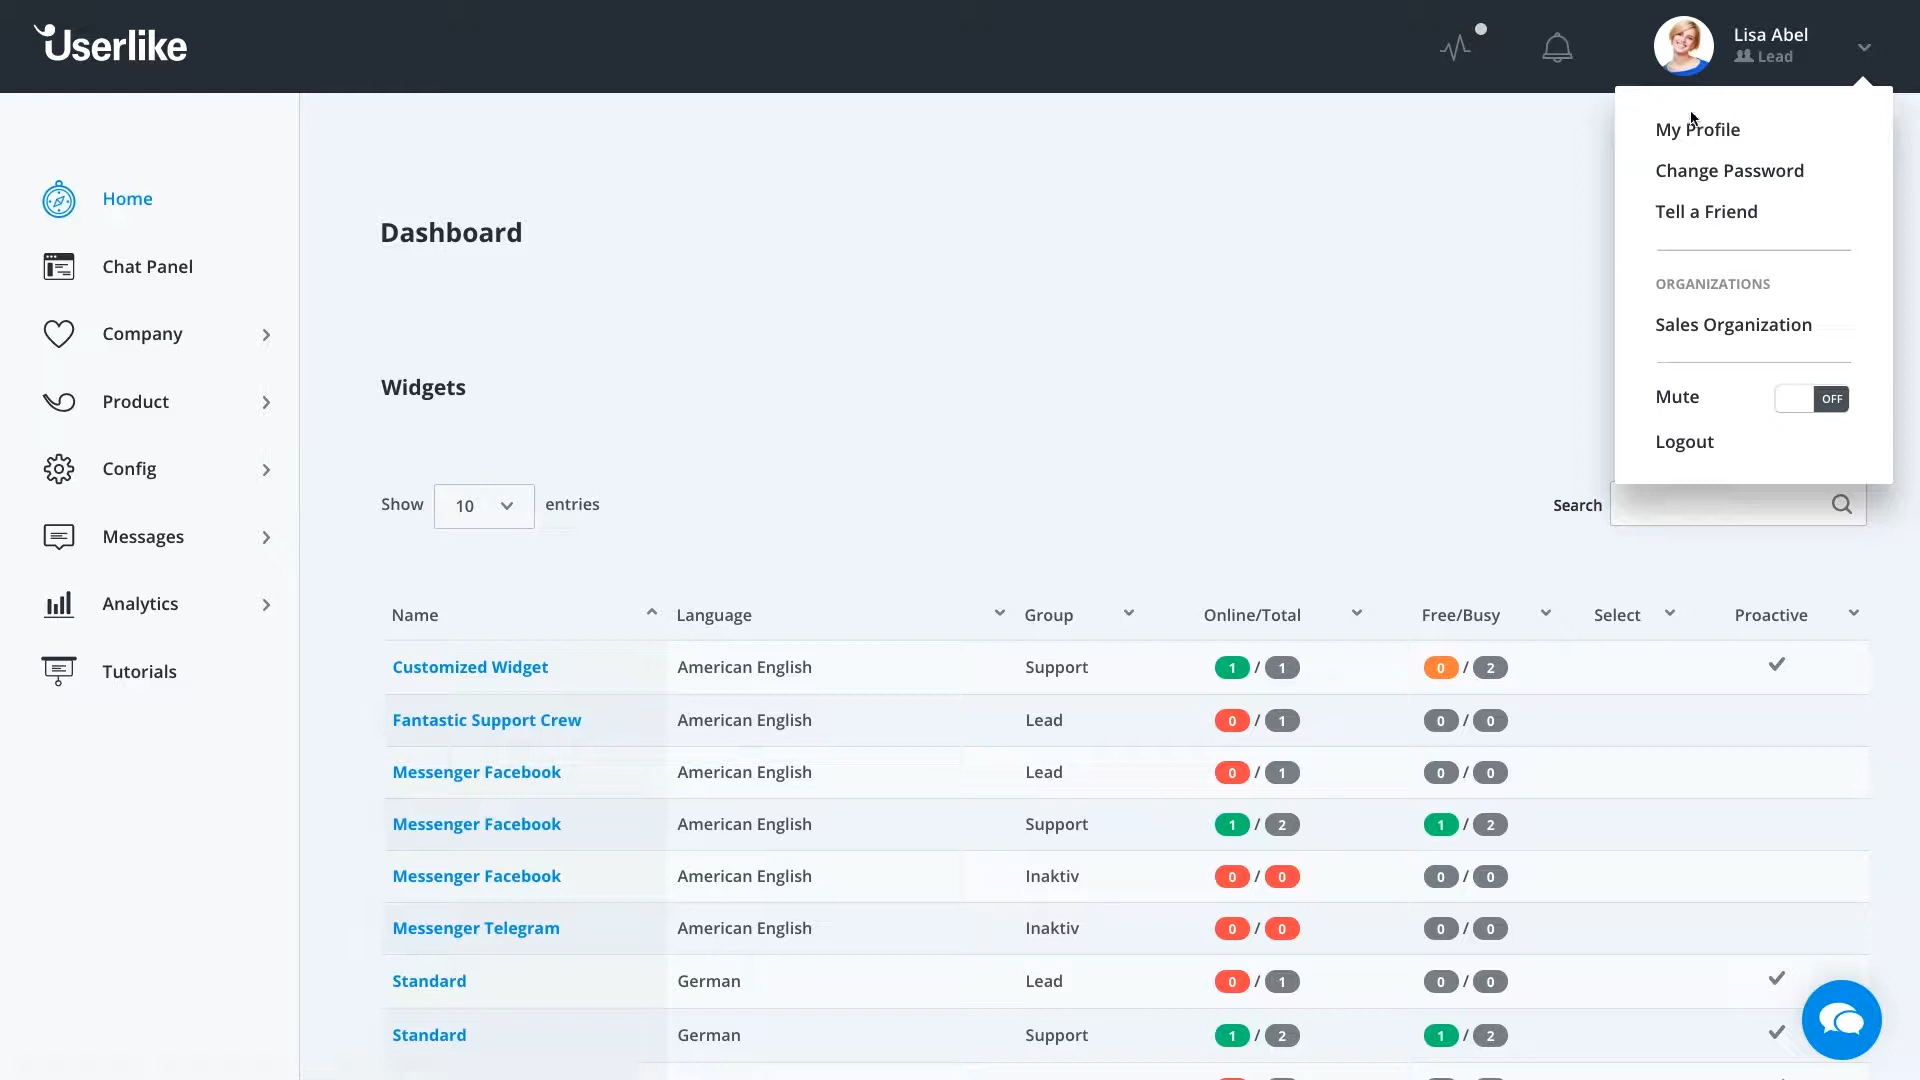 Userlike
Lisa Abel
Lead
My Profile
Change Password
Tell a Friend
ORGANIZATIONS
Sales Organization
Mute OFF
Logout
Home
Chat Panel
Company
Product
Config
Messages
Analytics
Tutorials
Dashboard
Widgets
Show 10 entries
Search
Name Language Group Online/Total Free/Busy Select Proactive
Customized Widget American English Support 1 / 1 0 / 2
Fantastic Support Crew American English Lead 0 / 1 0 / 0
Messenger Facebook American English Lead 0 / 1 0 / 0
Messenger Facebook American English Support 1 / 2 1 / 2
Messenger Facebook American English Inaktiv 0 / 0 0 / 0
Messenger Telegram American English Inaktiv 0 / 0 0 / 0
Standard German Lead 0 / 1 0 / 0
Standard German Support 1 / 2 1 / 2